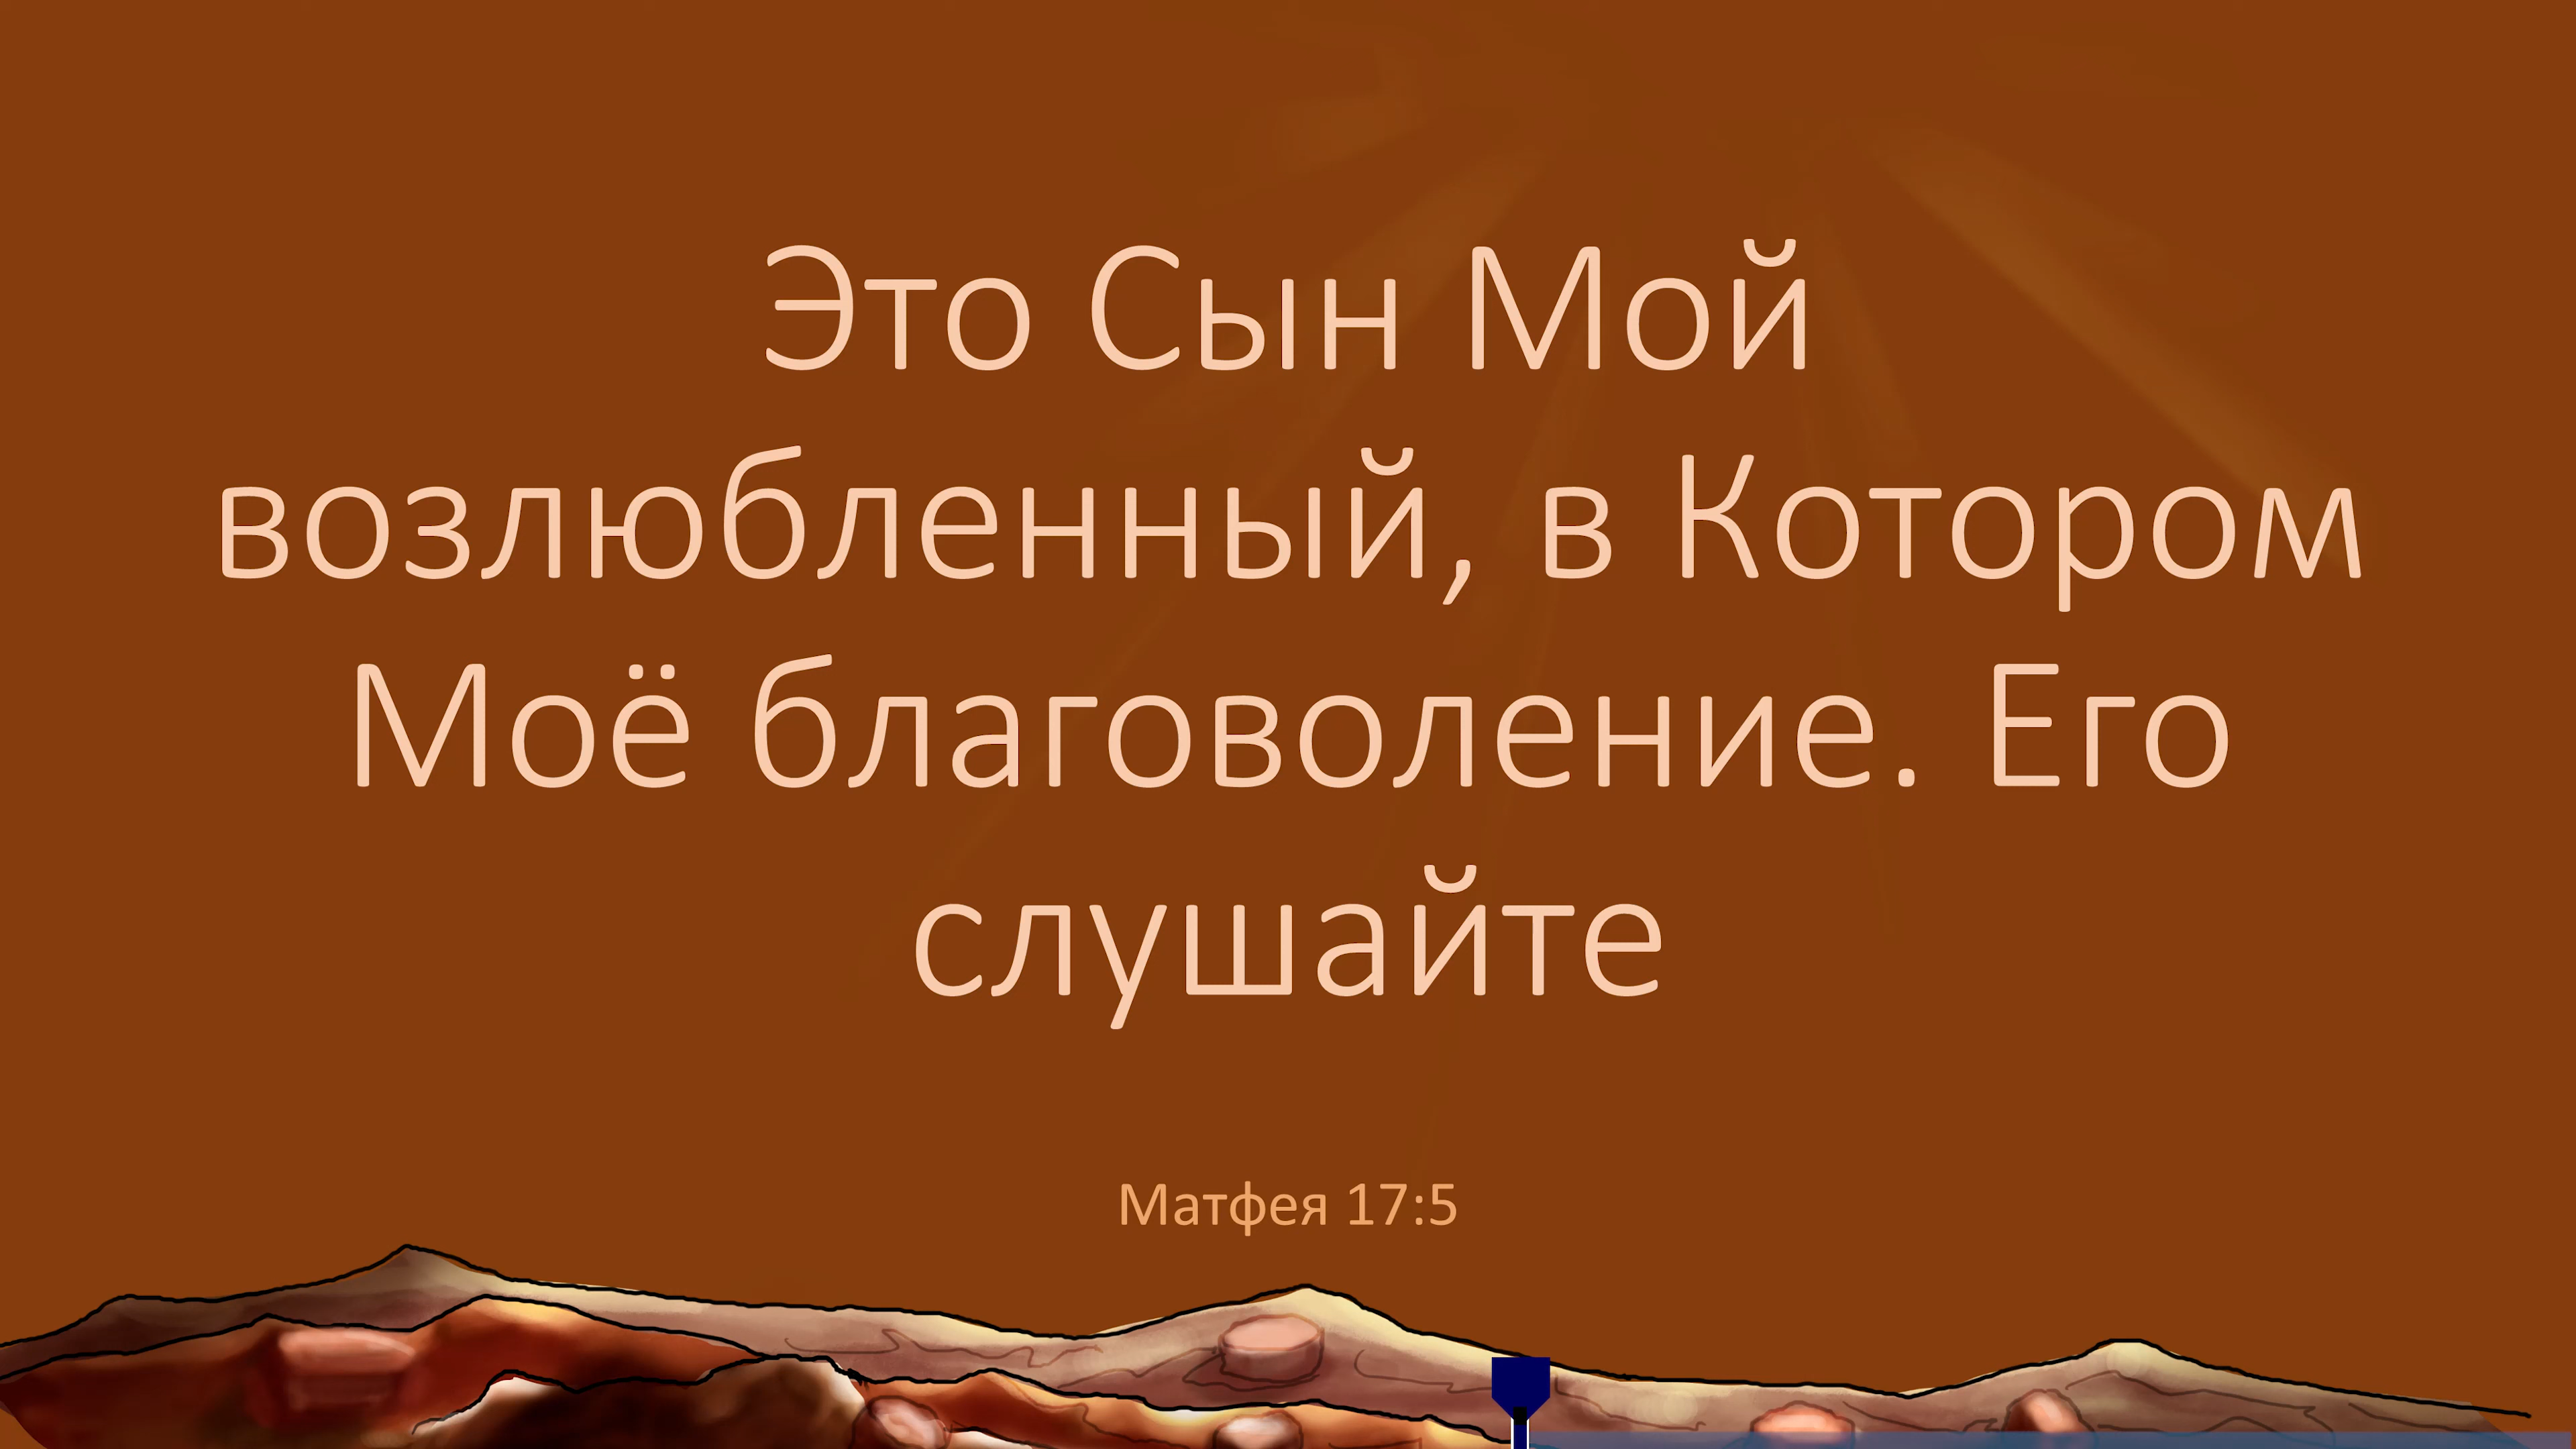 Это Сын Мой
возлюбленный, в Котором
Моё благоволение. Его
слушайте
Матфея 17:5